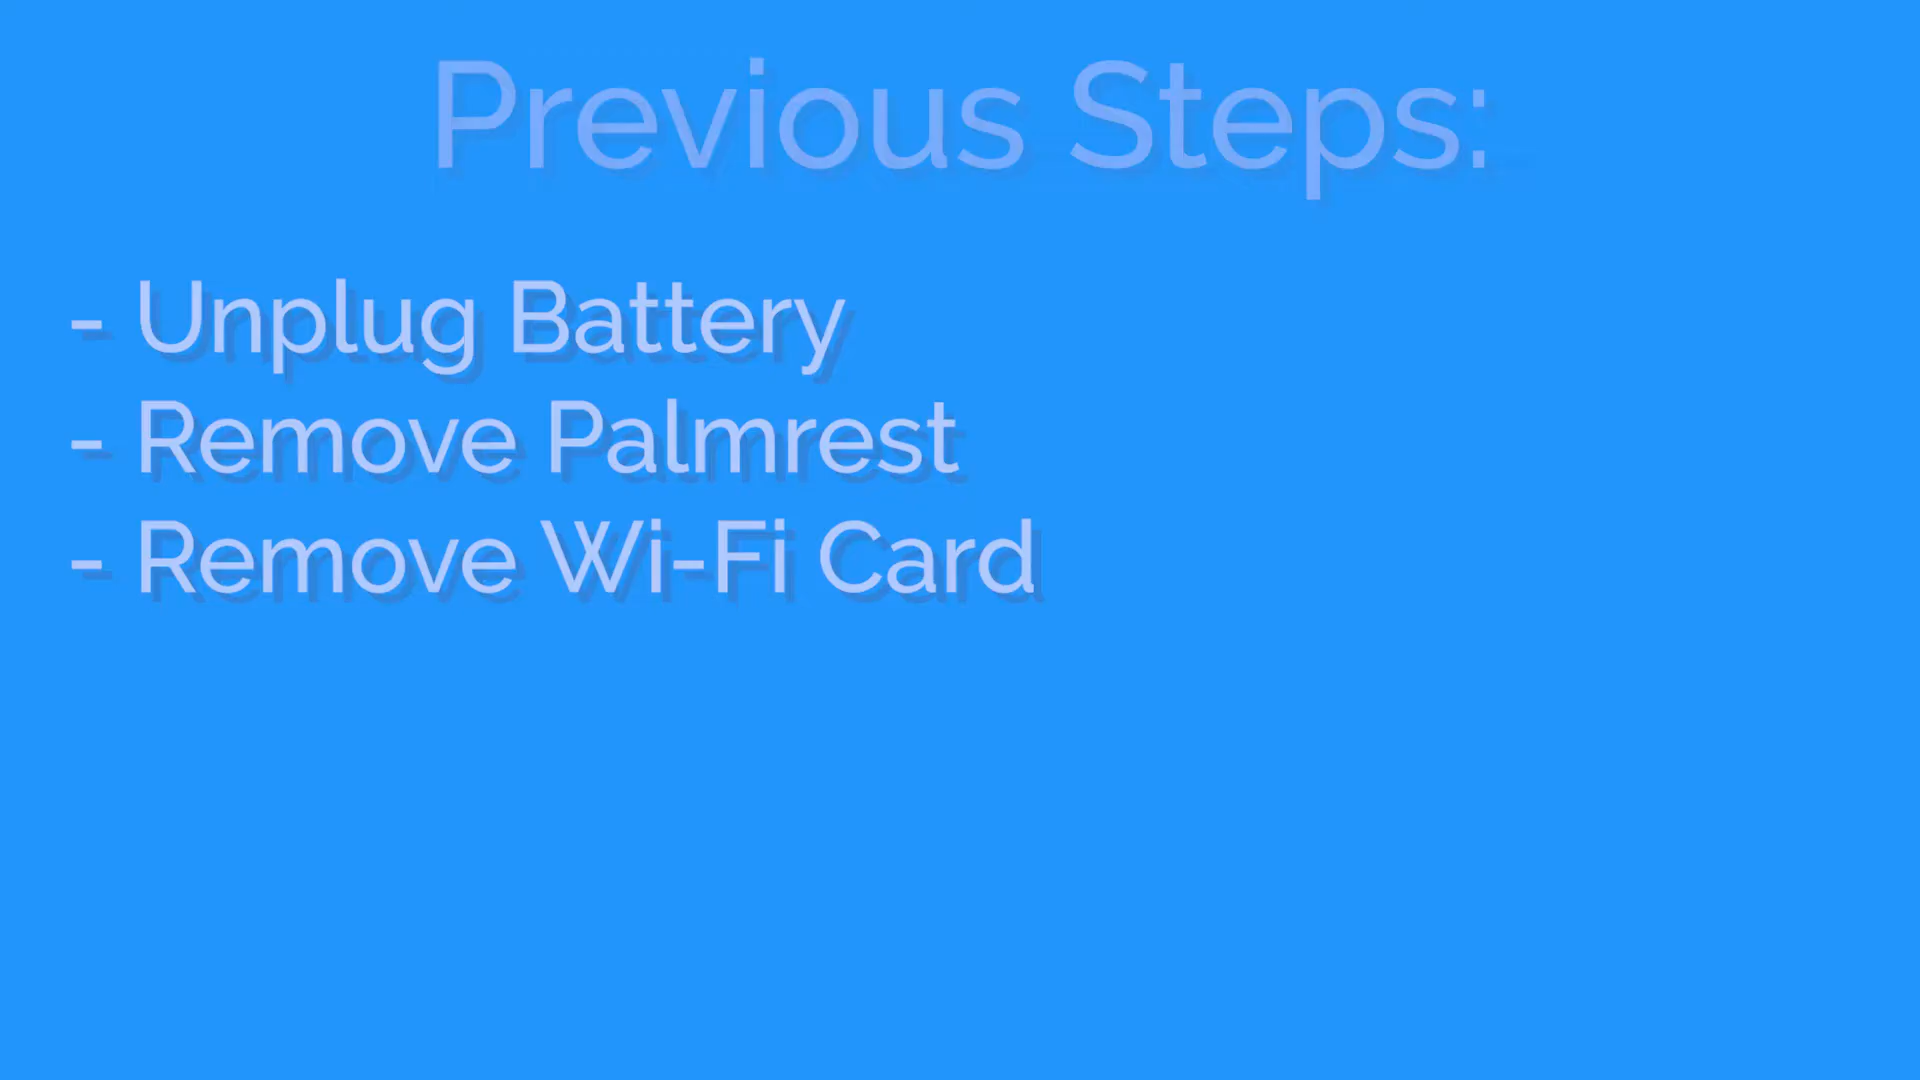 Previous Steps:
- Unplug Battery
- Remove Palmrest
- Remove Wi-Fi Card